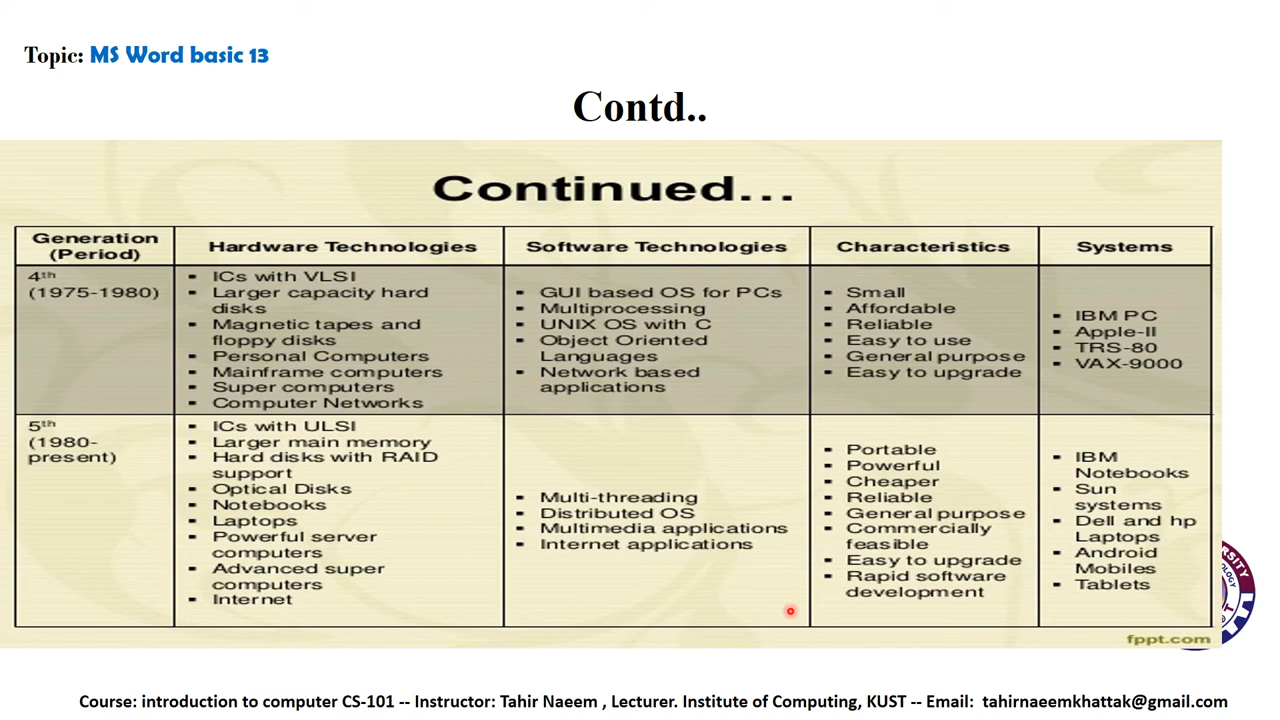 Topic: MS Word basic 13
Contd..
Continued...
Generation (Period)
Hardware Technologies
Software Technologies
Characteristics
Systems
4th
(1975-1980)
▪ ICs with VLSI
▪ Larger capacity hard
disks
▪ Magnetic tapes and
floppy disks
▪ Personal Computers
▪ Mainframe computers
▪ Super computers
▪ Computer Networks
▪ GUI based OS for PCs
▪ Multiprocessing
▪ UNIX OS with C
▪ Object Oriented
Languages
▪ Network based
applications
▪ Small
▪ Affordable
▪ Reliable
▪ Easy to use
▪ General purpose
▪ Easy to upgrade
▪ IBM PC
▪ Apple-II
▪ TRS-80
▪ VAX-9000
5th
(1980-
present)
▪ ICs with ULSI
▪ Larger main memory
▪ Hard disks with RAID
support
▪ Optical Disks
▪ Notebooks
▪ Laptops
▪ Powerful server
computers
▪ Advanced super
computers
▪ Internet
▪ Multi-threading
▪ Distributed OS
▪ Multimedia applications
▪ Internet applications
▪ Portable
▪ Powerful
▪ Cheaper
▪ Reliable
▪ General purpose
▪ Commercially
feasible
▪ Easy to upgrade
▪ Rapid software
development
▪ IBM
Notebooks
▪ Sun
systems
▪ Dell and hp
Laptops
▪ Android
Mobiles
▪ Tablets
fppt.com
Course: introduction to computer CS-101 -- Instructor: Tahir Naeem , Lecturer. Institute of Computing, KUST -- Email: tahirnaeemkhattak@gmail.com